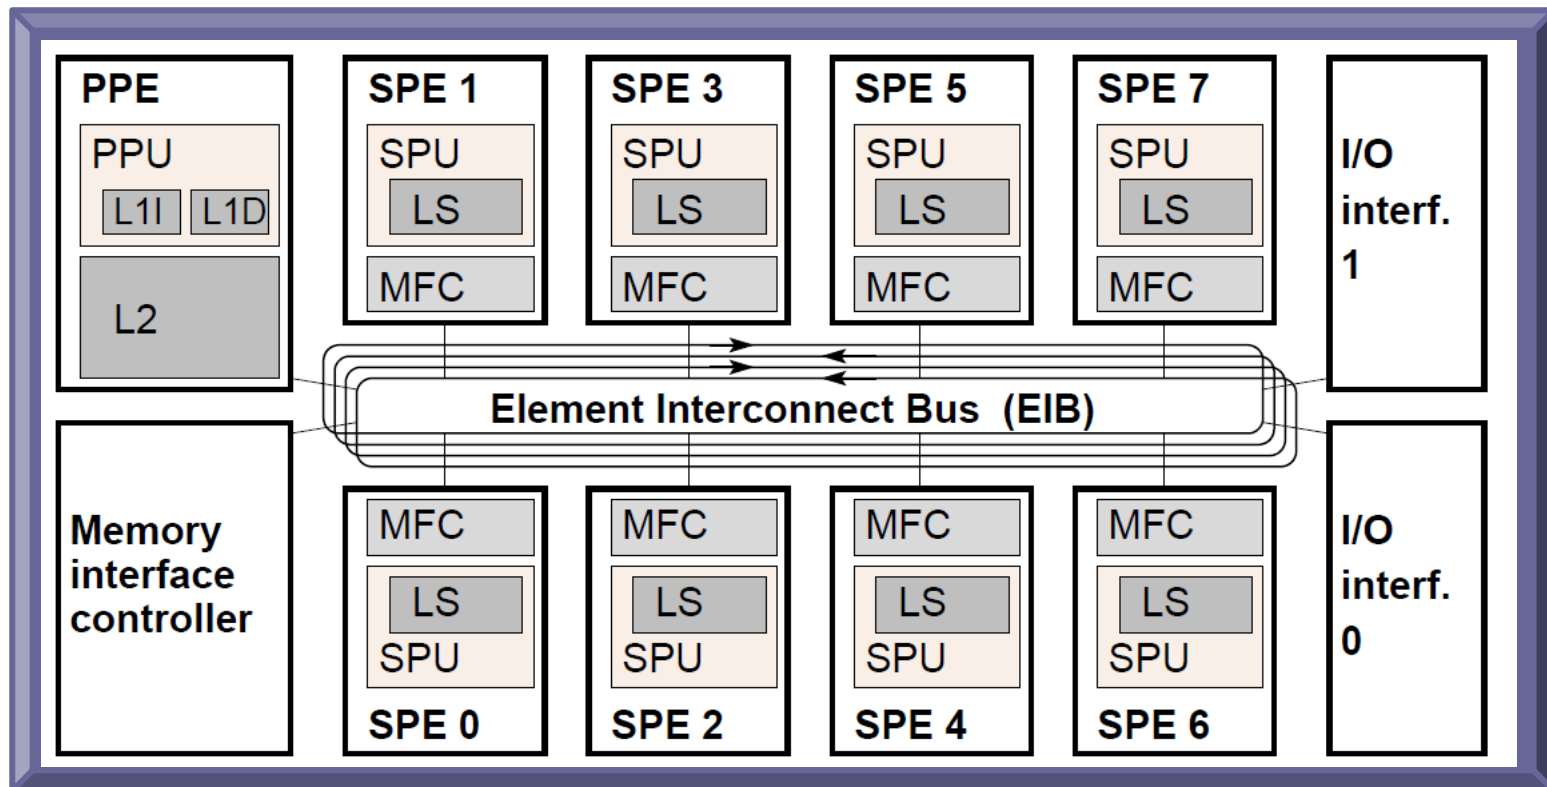 PPE
PPU
L1I
L1D
L2
SPE 1
SPU
LS
MFC
SPE 3
SPU
LS
MFC
SPE 5
SPU
LS
MFC
SPE 7
SPU
LS
MFC
I/O
interf.
1
Element Interconnect Bus (EIB)
Memory
interface
controller
MFC
LS
SPU
SPE 0
MFC
LS
SPU
SPE 2
MFC
LS
SPU
SPE 4
MFC
LS
SPU
SPE 6
I/O
interf.
0